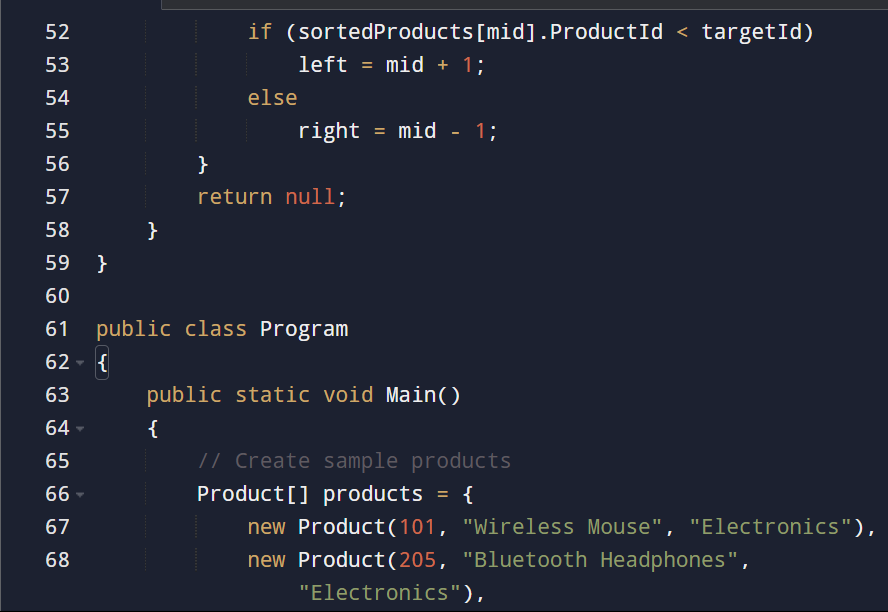 52 if (sortedProducts[mid].ProductId < targetId)
53 left = mid + 1;
54 else
55 right = mid - 1;
56 }
57 return null;
58 }
59 }
60
61 public class Program
62 {
63 public static void Main()
64 {
65 // Create sample products
66 Product[] products = {
67 new Product(101, "Wireless Mouse", "Electronics"),
68 new Product(205, "Bluetooth Headphones",
"Electronics"),